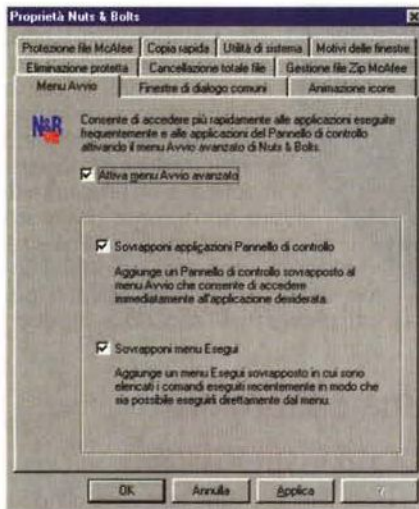 Proprietà Nuts & Bolts
Protezione file McAfee
Copia rapida
Utilità di sistema
Motivi delle finestre
Eliminazione protetta
Cancellazione totale file
Gestione file Zip McAfee
Menu Avvio
Finestre di dialogo comuni
Animazione icone
N&B
Consente di accedere più rapidamente alle applicazioni eseguite
frequentemente e alle applicazioni del Pannello di controllo
attivando il menu Avvio avanzato di Nuts & Bolts.
Attiva menu Avvio avanzato
Sovrapponi applicazioni Pannello di controllo
Aggiunge un Pannello di controllo sovrapposto al
menu Avvio che consente di accedere
immediatamente all'applicazione desiderata.
Sovrapponi menu Esegui
Aggiunge un menu Esegui sovrapposto in cui sono
elencati i comandi eseguiti recentemente in modo che
sia possibile eseguirli direttamente dal menu.
OK
Annulla
Applica
?